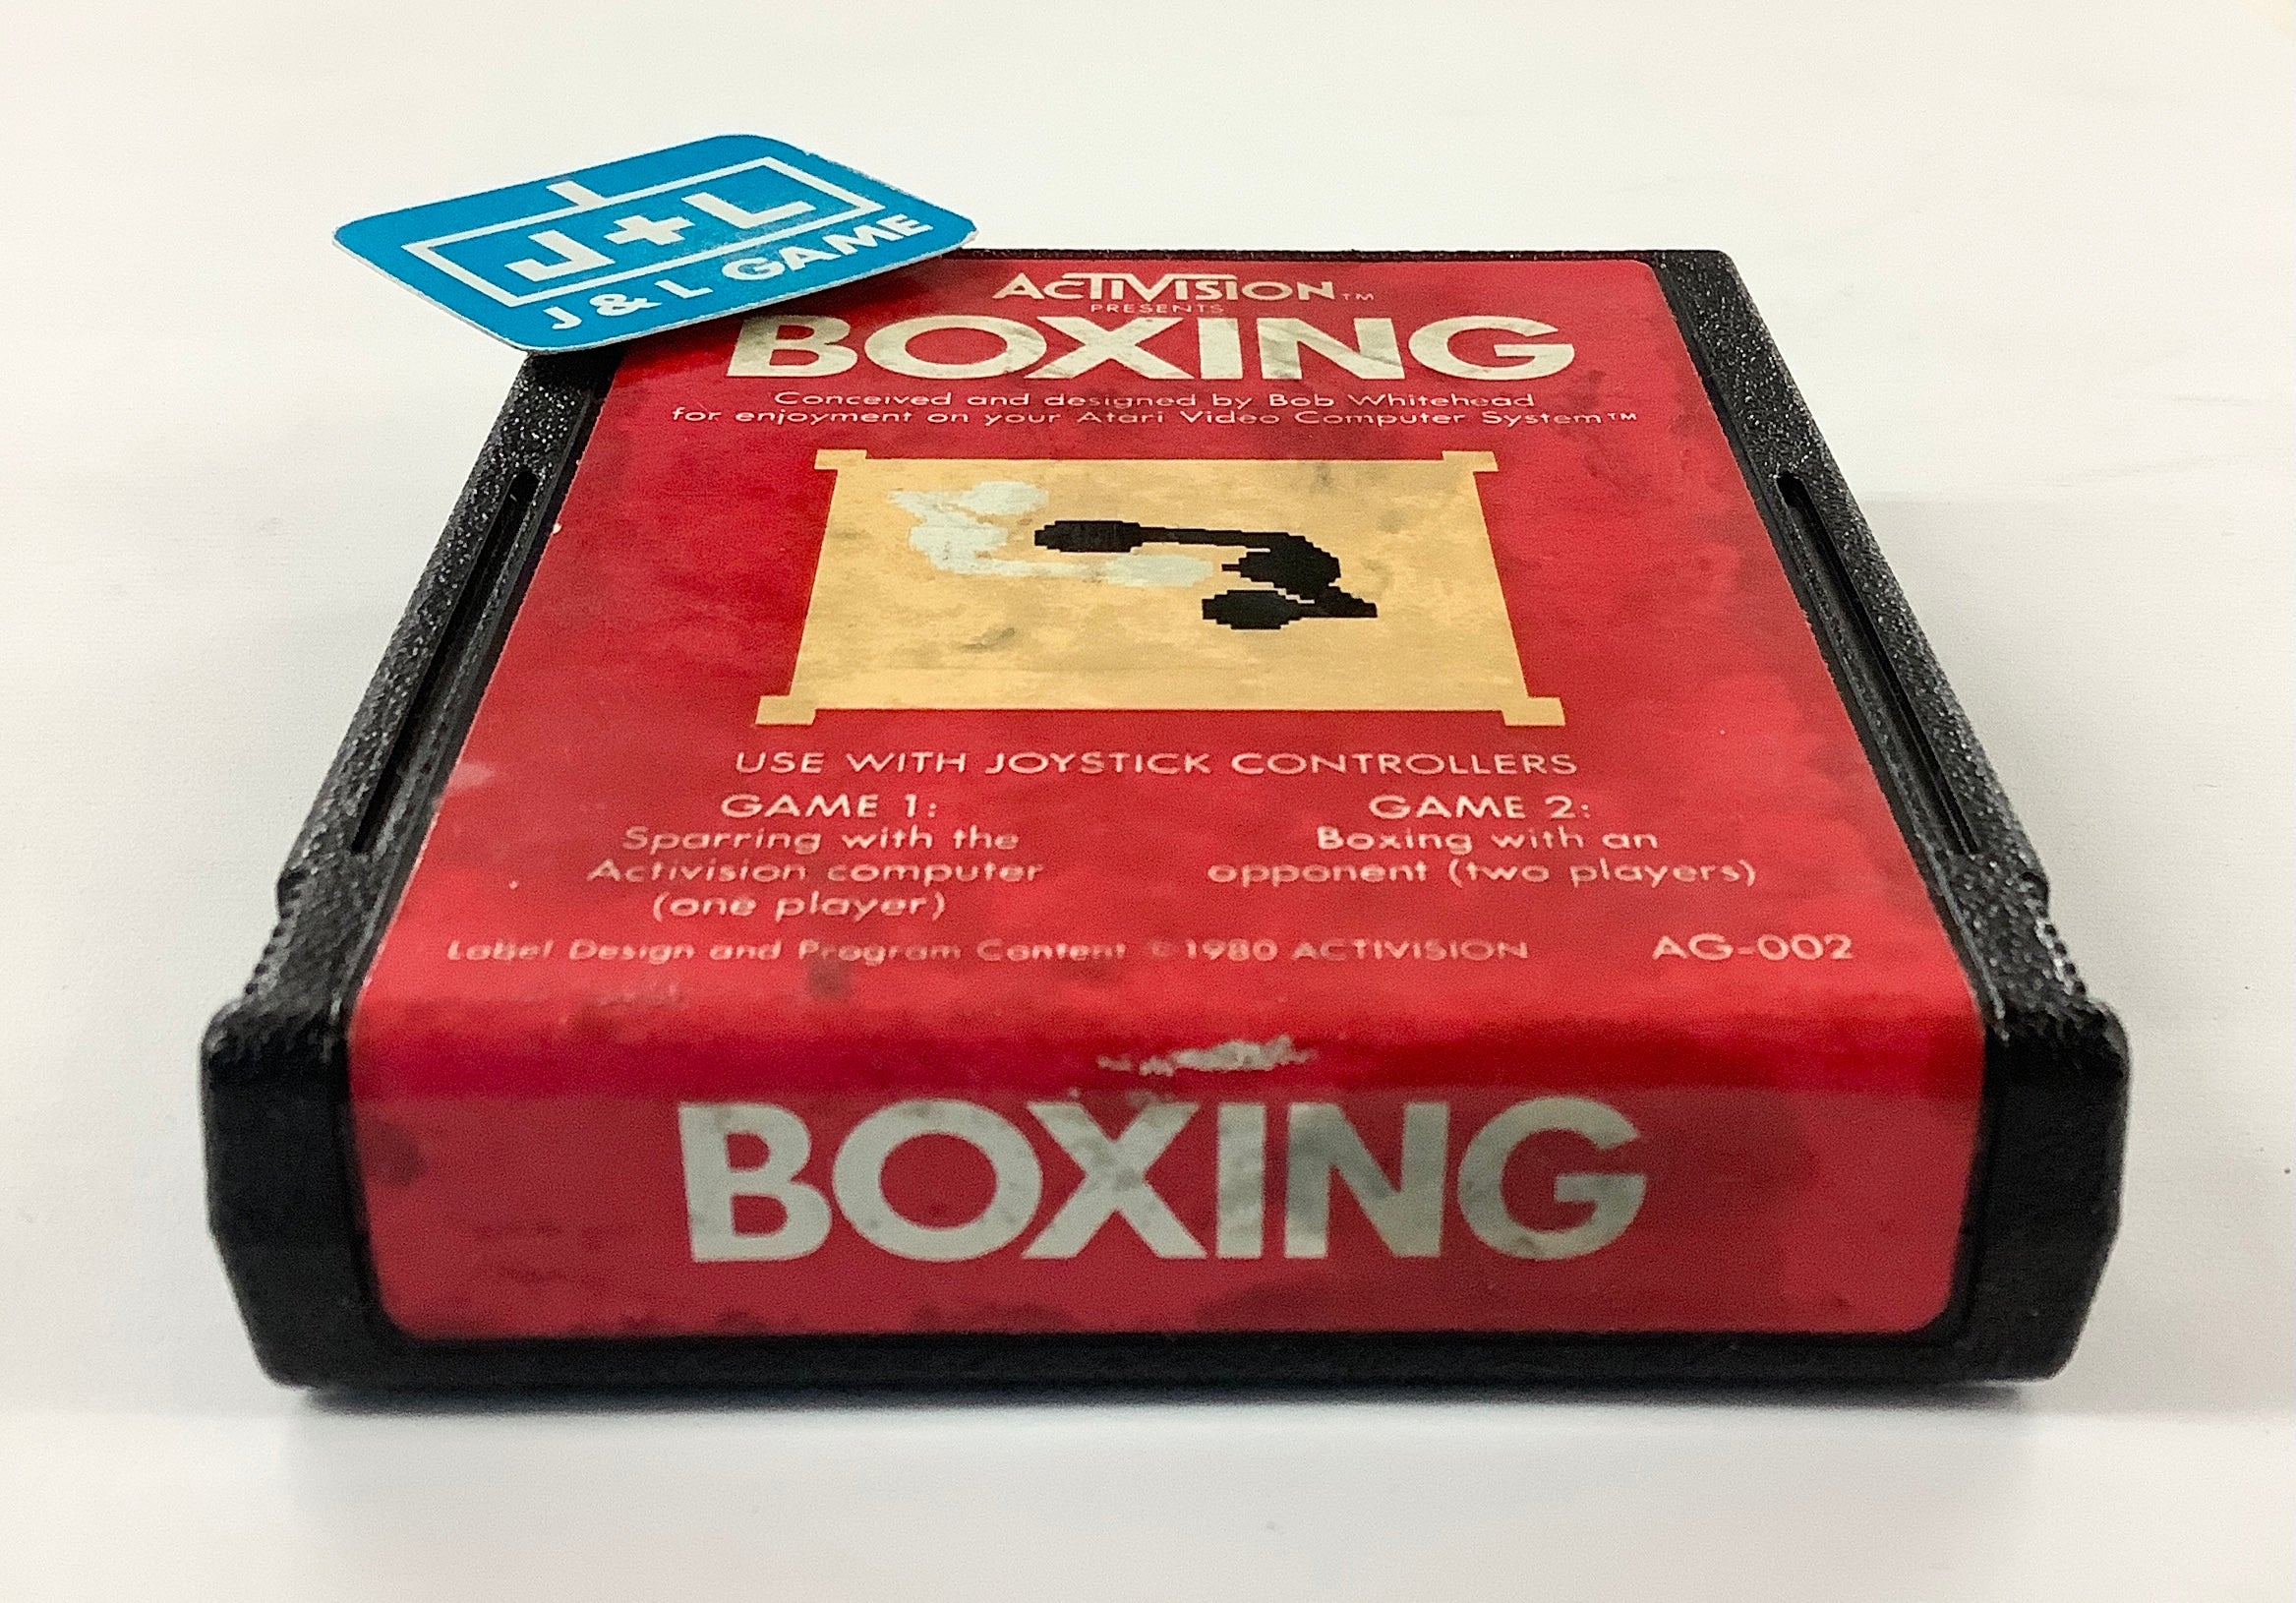 J+L
J & L GAME
ACTIVISION™
PRESENTS
BOXING
Conceived and designed by Bob Whitehead
for enjoyment on your Atari Video Computer System™
USE WITH JOYSTICK CONTROLLERS
GAME 1:
Sparring with the
Activision computer
(one player)
GAME 2:
Boxing with an
opponent (two players)
Label Design and Program Content ©1980 ACTIVISION AG-002
BOXING